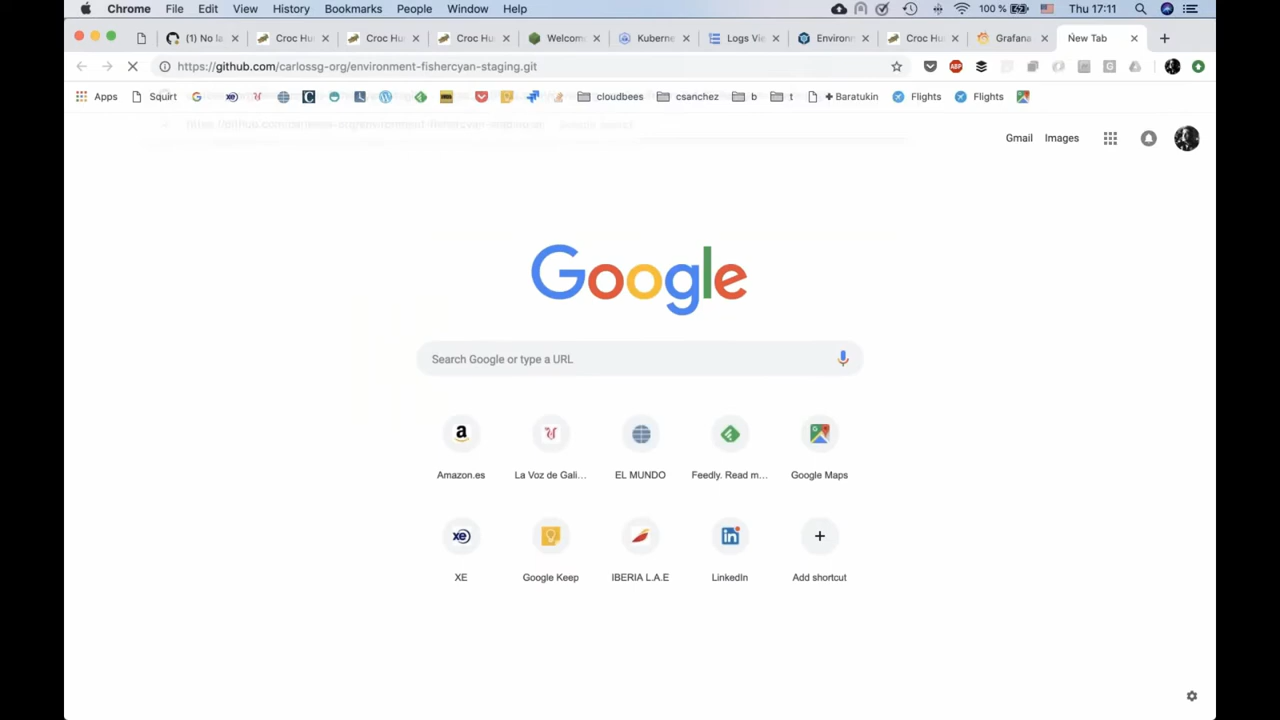 Chrome File Edit View History Bookmarks People Window Help 100 % Thu 17:11
(1) No la Croc Hu Croc Hu Croc Hu Welcom Kuberne Logs Vie Environ Croc Hu Grafana New Tab
https://github.com/carlossg-org/environment-fishercyan-staging.git
Apps Squirt cloudbees csanchez b t Baratukin Flights Flights
Gmail Images
Google
Search Google or type a URL
Amazon.es La Voz de Gali... EL MUNDO Feedly. Read m... Google Maps
XE Google Keep IBERIA L.A.E LinkedIn Add shortcut